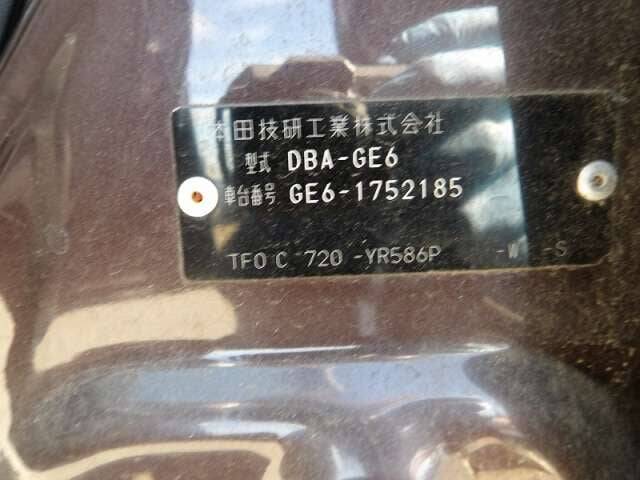 本田技研工業株式会社
型式 DBA-GE6
車台番号 GE6-1752185
TF0 C 720 -YR586P -W -S